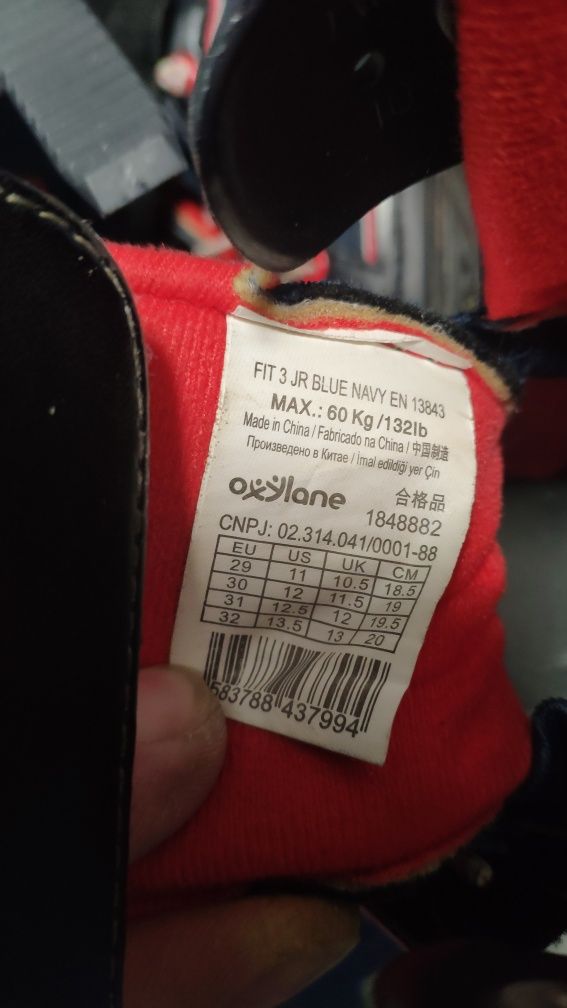 FIT 3 JR BLUE NAVY EN 13843
MAX.: 60 Kg/132lb
Made in China / Fabricado na China / 中国制造
Произведено в Китае / İmal edildiği yer Çin
oxylane 合格品
1848882
CNPJ: 02.314.041/0001-88
EU US UK CM
29 11 10.5 18.5
30 12 11.5 19
31 12.5 12 19.5
32 13.5 13 20
583788 437994